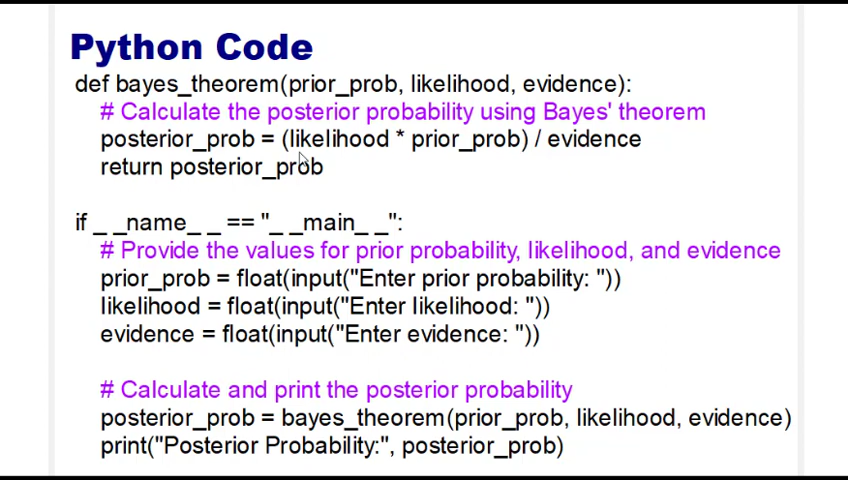 Python Code
def bayes_theorem(prior_prob, likelihood, evidence):
# Calculate the posterior probability using Bayes' theorem
posterior_prob = (likelihood * prior_prob) / evidence
return posterior_prob
if _ _name_ _ == "_ _main_ _":
# Provide the values for prior probability, likelihood, and evidence
prior_prob = float(input("Enter prior probability: "))
likelihood = float(input("Enter likelihood: "))
evidence = float(input("Enter evidence: "))
# Calculate and print the posterior probability
posterior_prob = bayes_theorem(prior_prob, likelihood, evidence)
print("Posterior Probability:", posterior_prob)